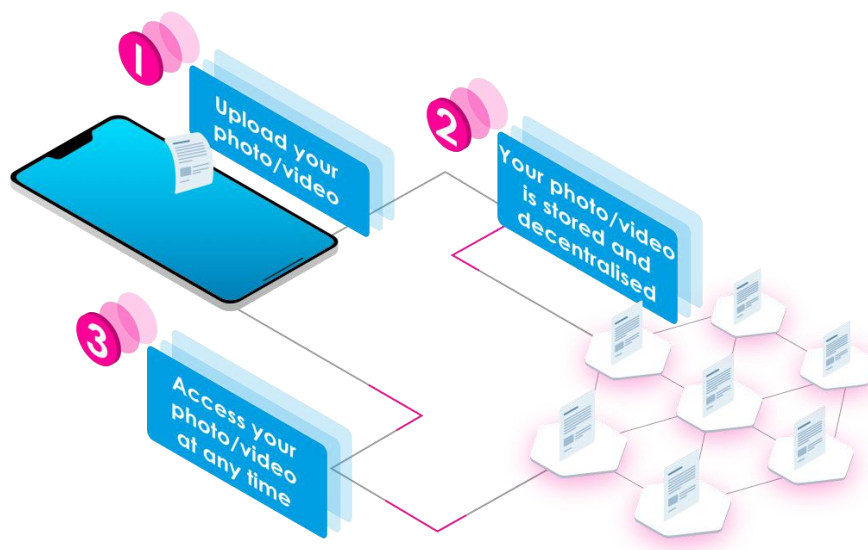 1
Upload your
photo/video
2
Your photo/video
is stored and
decentralised
3
Access your
photo/video
at any time